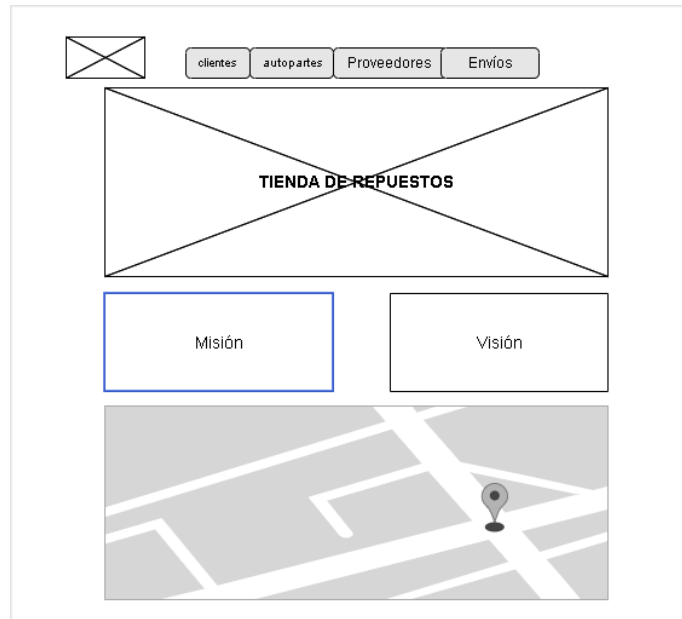 clientes autopartes Proveedores Envíos
TIENDA DE REPUESTOS
Misión Visión